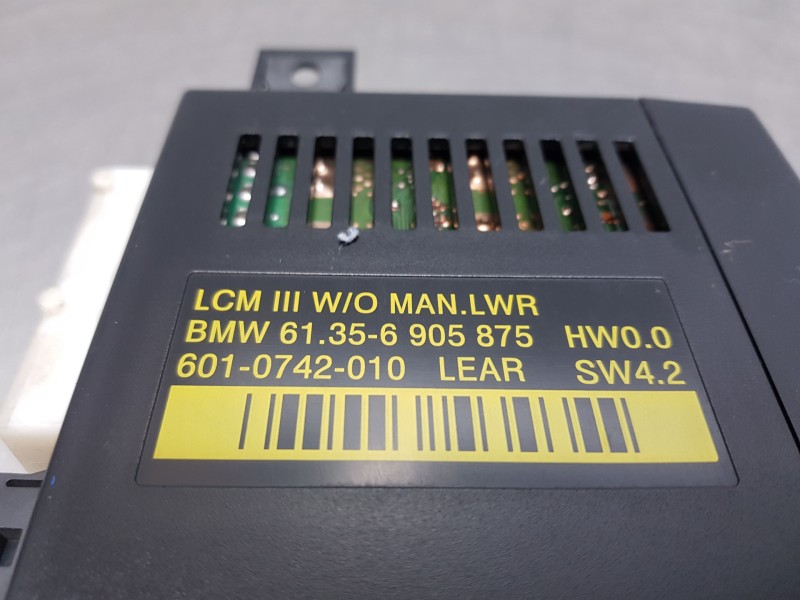 LCM III W/O MAN.LWR
BMW 61.35-6 905 875 HW0.0
601-0742-010 LEAR SW4.2